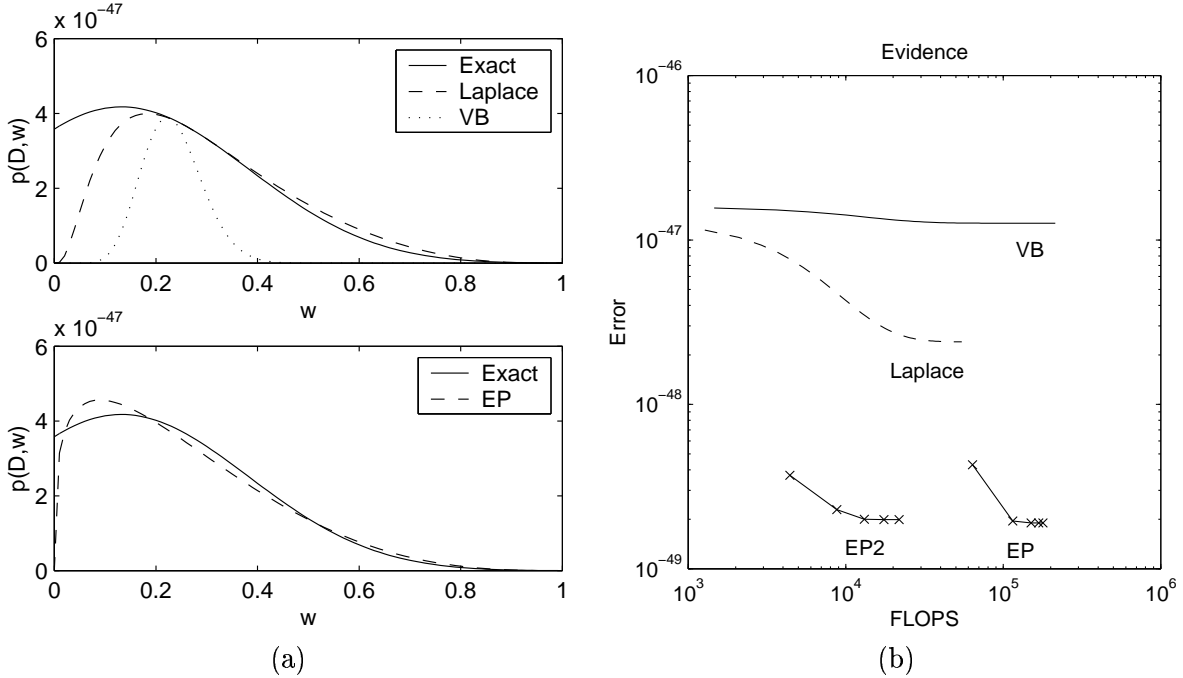 x 10^-47
6
4
2
0
p(D,w)
Exact
Laplace
VB
0 0.2 0.4 0.6 0.8 1
w
x 10^-47
6
4
2
0
p(D,w)
Exact
EP
0 0.2 0.4 0.6 0.8 1
w
(a)
Evidence
10^-46
10^-47
10^-48
10^-49
Error
VB
Laplace
EP2 EP
10^3 10^4 10^5 10^6
FLOPS
(b)